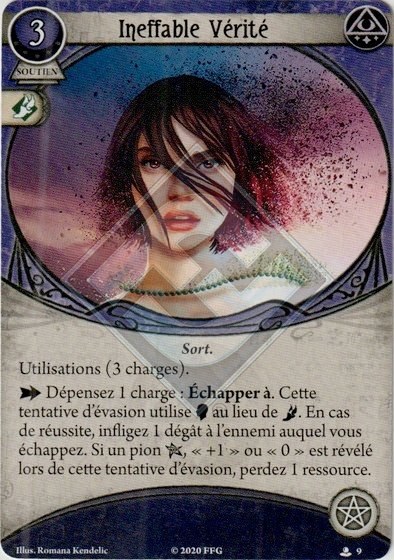 3
Ineffable Vérité
SOUTIEN
Sort.
Utilisations (3 charges).
Dépensez 1 charge : Échapper à. Cette
tentative d'évasion utilise au lieu de . En cas
de réussite, infligez 1 dégât à l'ennemi auquel vous
échappez. Si un pion , « +1 » ou « 0 » est révélé
lors de cette tentative d'évasion, perdez 1 ressource.
Illus. Romana Kendelic © 2020 FFG 9